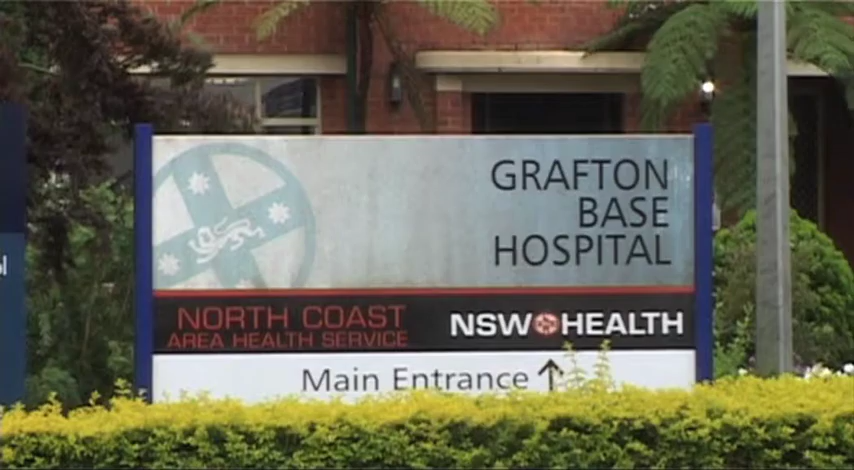 GRAFTON
BASE
HOSPITAL
NORTH COAST
AREA HEALTH SERVICE
NSW HEALTH
Main Entrance ↑